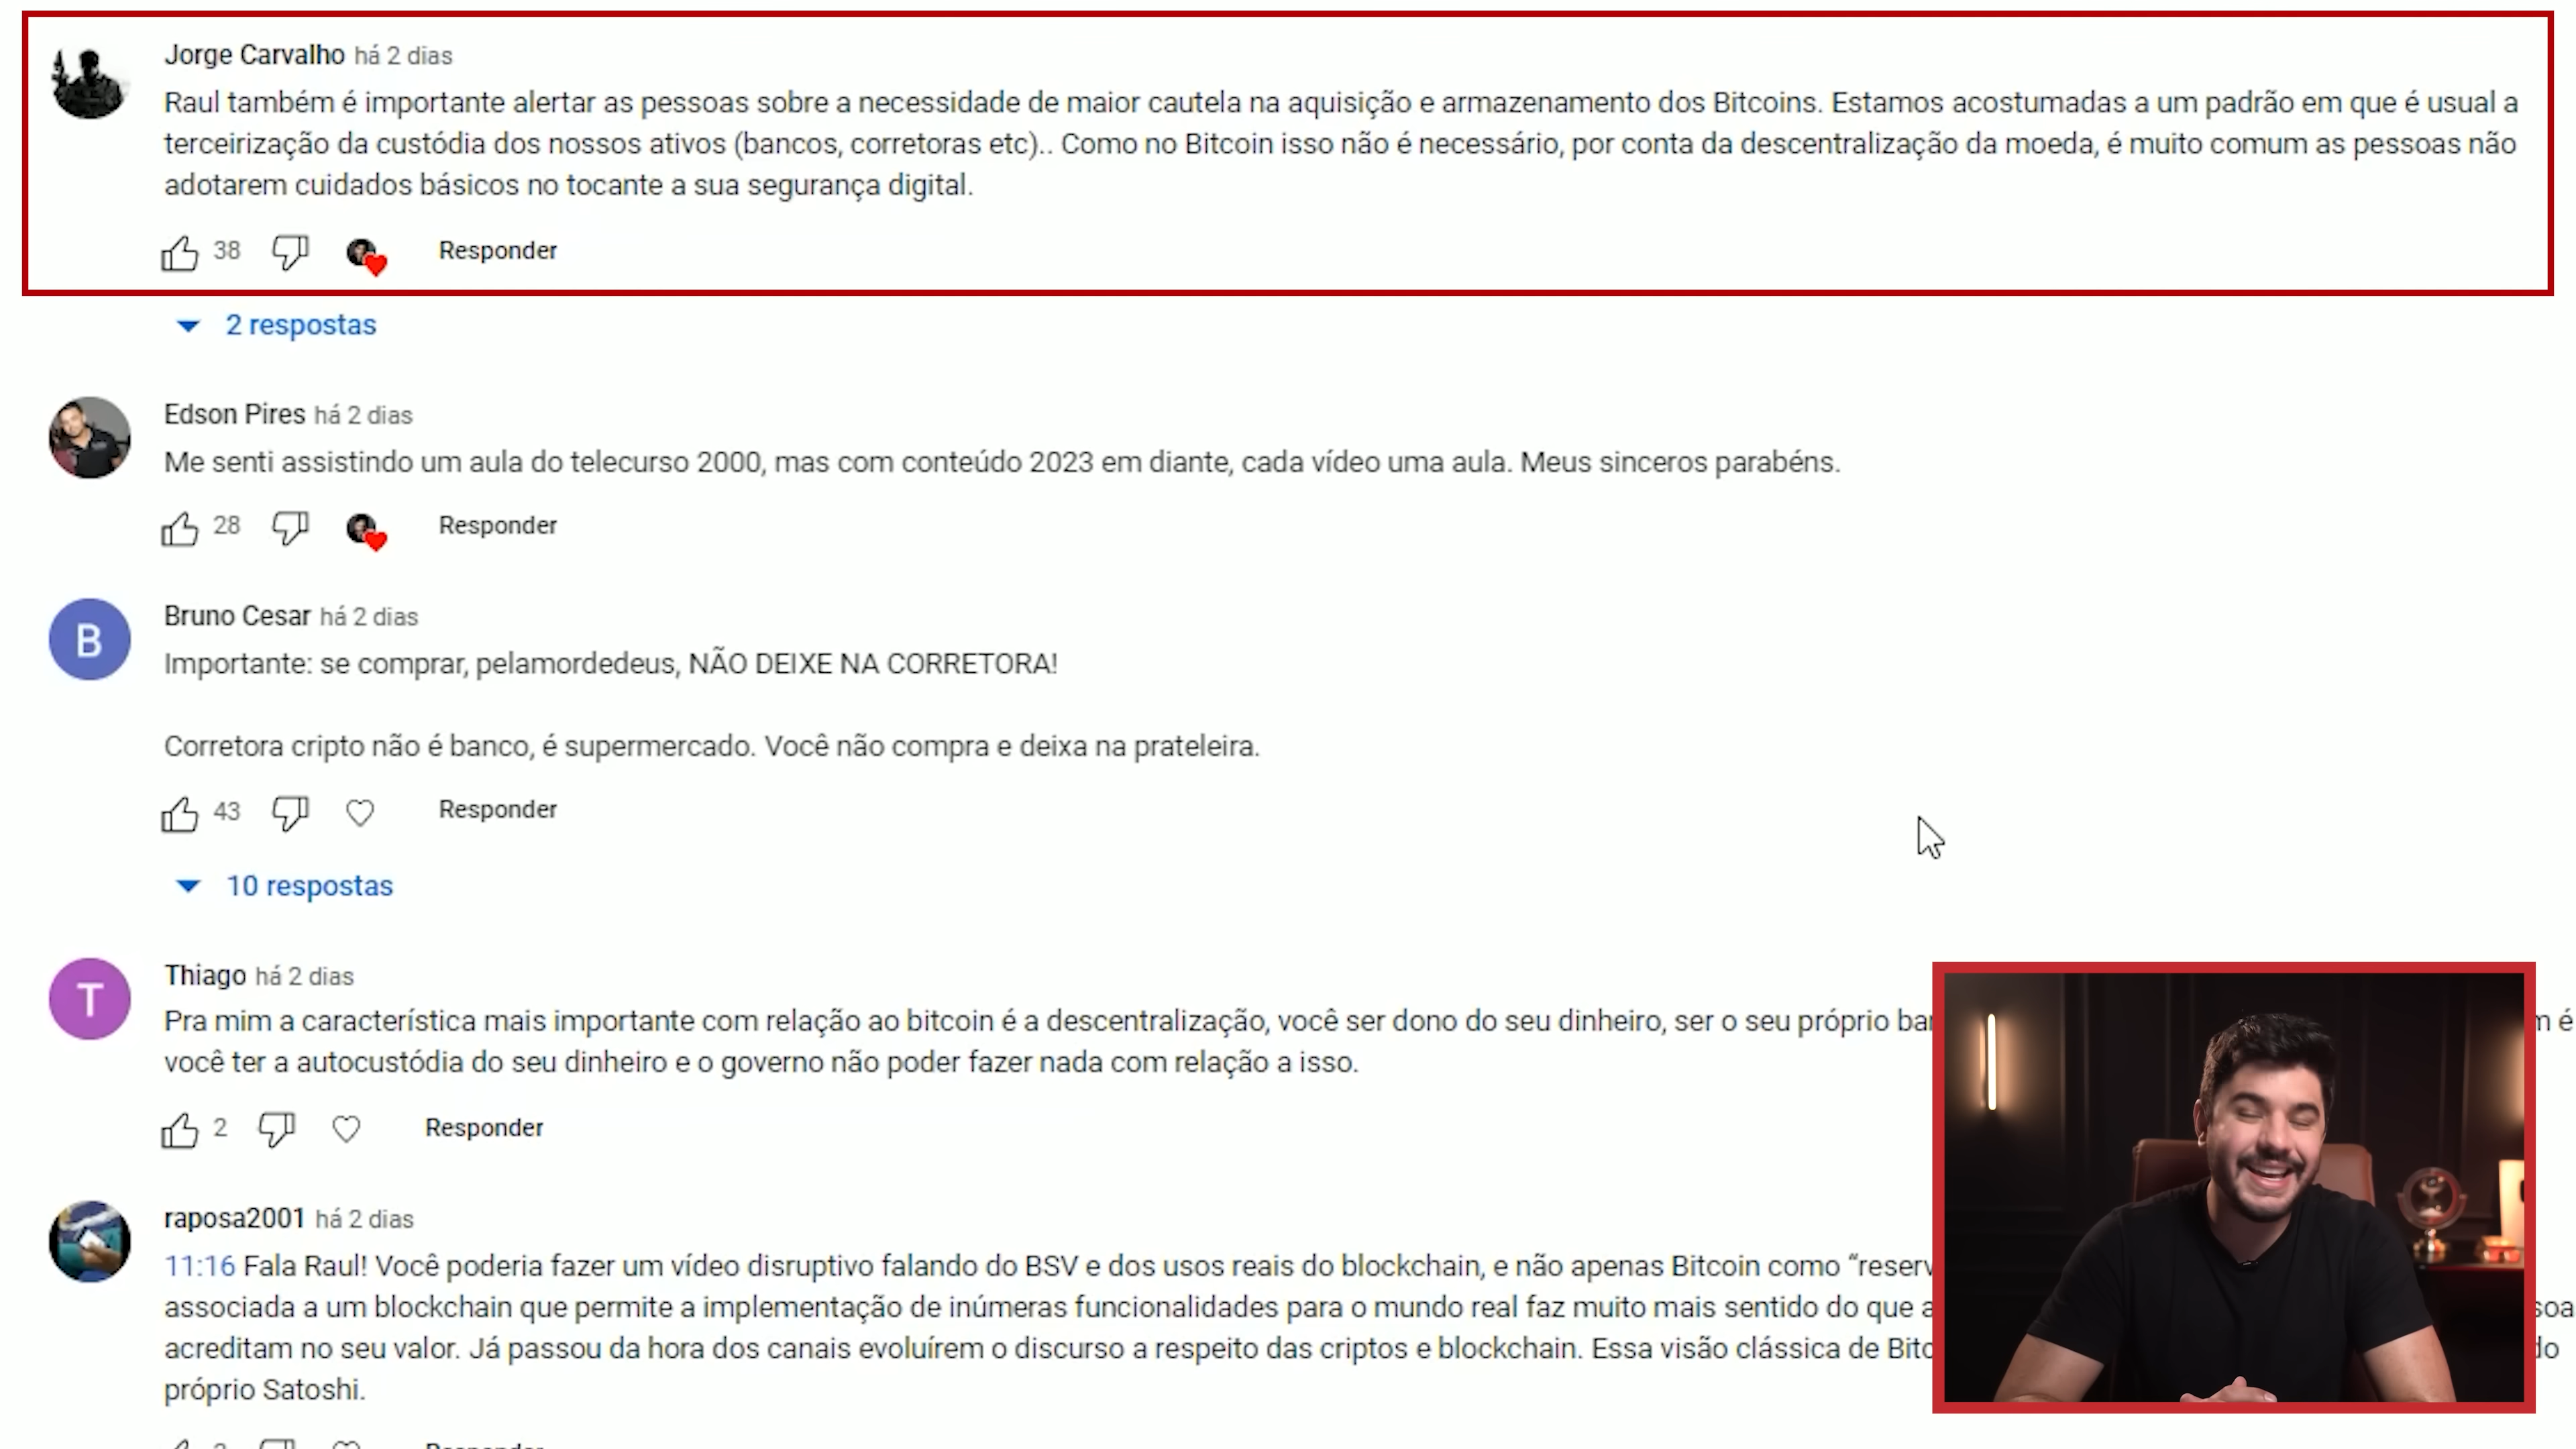 Jorge Carvalho há 2 dias
Raul também é importante alertar as pessoas sobre a necessidade de maior cautela na aquisição e armazenamento dos Bitcoins. Estamos acostumadas a um padrão em que é usual a
terceirização da custódia dos nossos ativos (bancos, corretoras etc).. Como no Bitcoin isso não é necessário, por conta da descentralização da moeda, é muito comum as pessoas não
adotarem cuidados básicos no tocante a sua segurança digital.
38 Responder
2 respostas
Edson Pires há 2 dias
Me senti assistindo um aula do telecurso 2000, mas com conteúdo 2023 em diante, cada vídeo uma aula. Meus sinceros parabéns.
28 Responder
B
Bruno Cesar há 2 dias
Importante: se comprar, pelamordedeus, NÃO DEIXE NA CORRETORA!
Corretora cripto não é banco, é supermercado. Você não compra e deixa na prateleira.
43 Responder
10 respostas
T
Thiago há 2 dias
Pra mim a característica mais importante com relação ao bitcoin é a descentralização, você ser dono do seu dinheiro, ser o seu próprio é
você ter a autocustódia do seu dinheiro e o governo não poder fazer nada com relação a isso.
2 Responder
raposa2001 há 2 dias
11:16 Fala Raul! Você poderia fazer um vídeo disruptivo falando do BSV e dos usos reais do blockchain, e não apenas Bitcoin como
associada a um blockchain que permite a implementação de inúmeras funcionalidades para o mundo real faz muito mais sentido do que
acreditam no seu valor. Já passou da hora dos canais evoluírem o discurso a respeito das criptos e blockchain. Essa visão clássica de
próprio Satoshi.